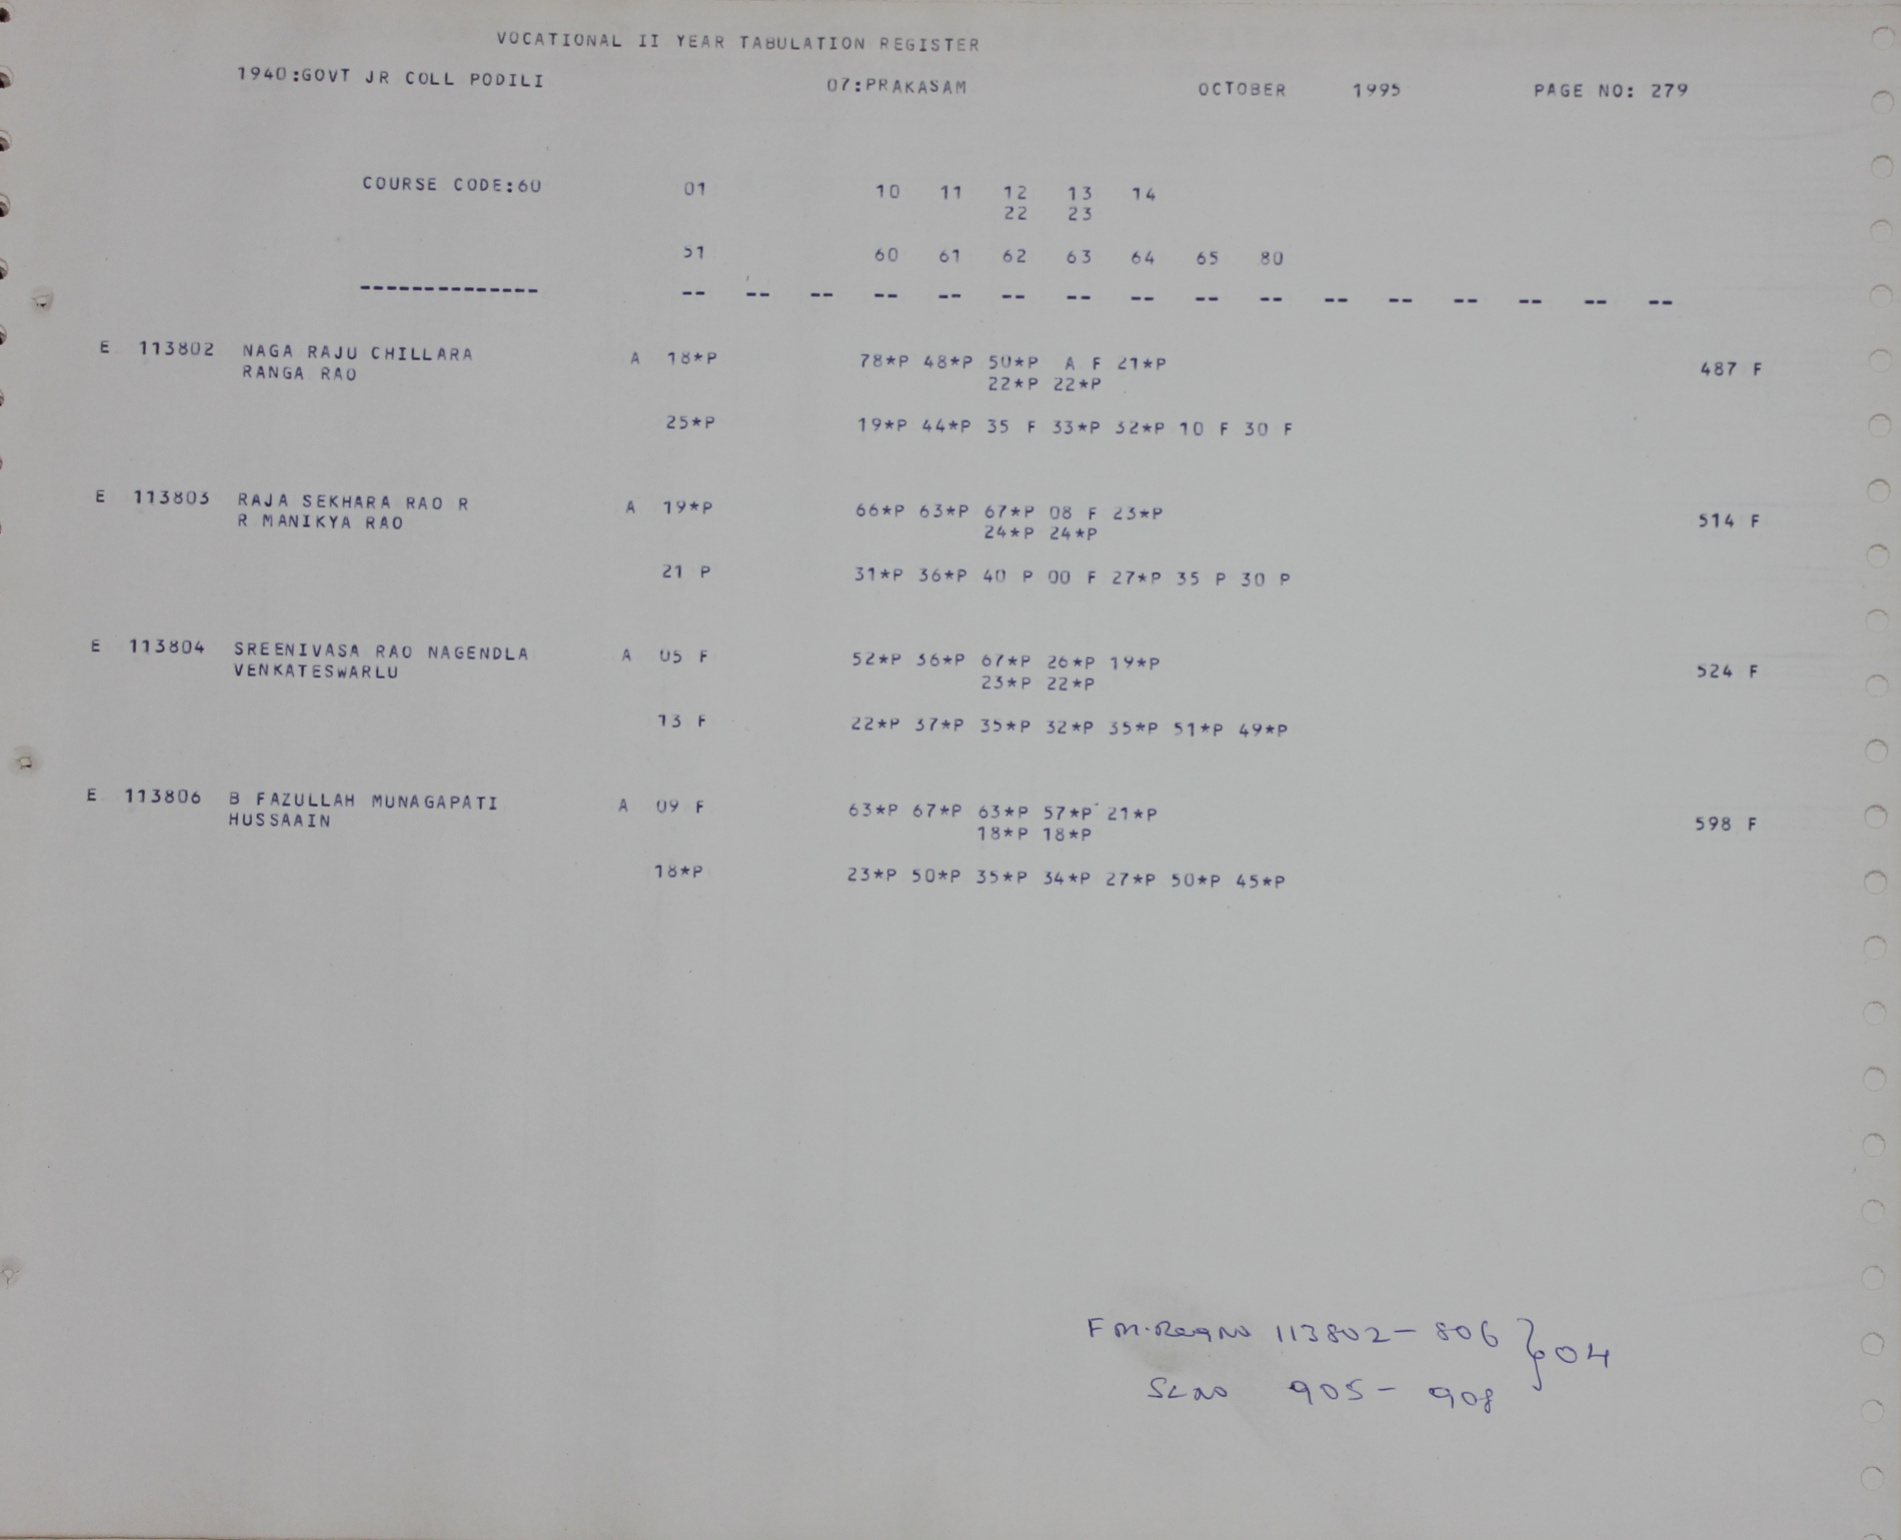 VOCATIONAL II YEAR TABULATION REGISTER
1940:GOVT JR COLL PODILI 07:PRAKASAM OCTOBER 1995 PAGE NO: 279
COURSE CODE:6U 01 10 11 12 13 14
22 23
51 60 61 62 63 64 65 80
-------------- -- -- -- -- -- -- -- -- -- -- -- -- -- -- -- --
E 113802 NAGA RAJU CHILLARA A 18*P 78*P 48*P 50*P A F 21*P 487 F
RANGA RAO 22*P 22*P
25*P 19*P 44*P 35 F 33*P 32*P 10 F 30 F
E 113803 RAJA SEKHARA RAO R A 19*P 66*P 63*P 67*P 08 F 23*P 514 F
R MANIKYA RAO 24*P 24*P
21 P 31*P 36*P 40 P 00 F 27*P 35 P 30 P
E 113804 SREENIVASA RAO NAGENDLA A 05 F 52*P 36*P 67*P 26*P 19*P 524 F
VENKATESWARLU 23*P 22*P
13 F 22*P 37*P 35*P 32*P 35*P 51*P 49*P
E 113806 B FAZULLAH MUNAGAPATI A 09 F 63*P 67*P 63*P 57*P 21*P 598 F
HUSSAAIN 18*P 18*P
18*P 23*P 50*P 35*P 34*P 27*P 50*P 45*P
F M.RegNo 113802- 806 } 04
SLNo 905- 908